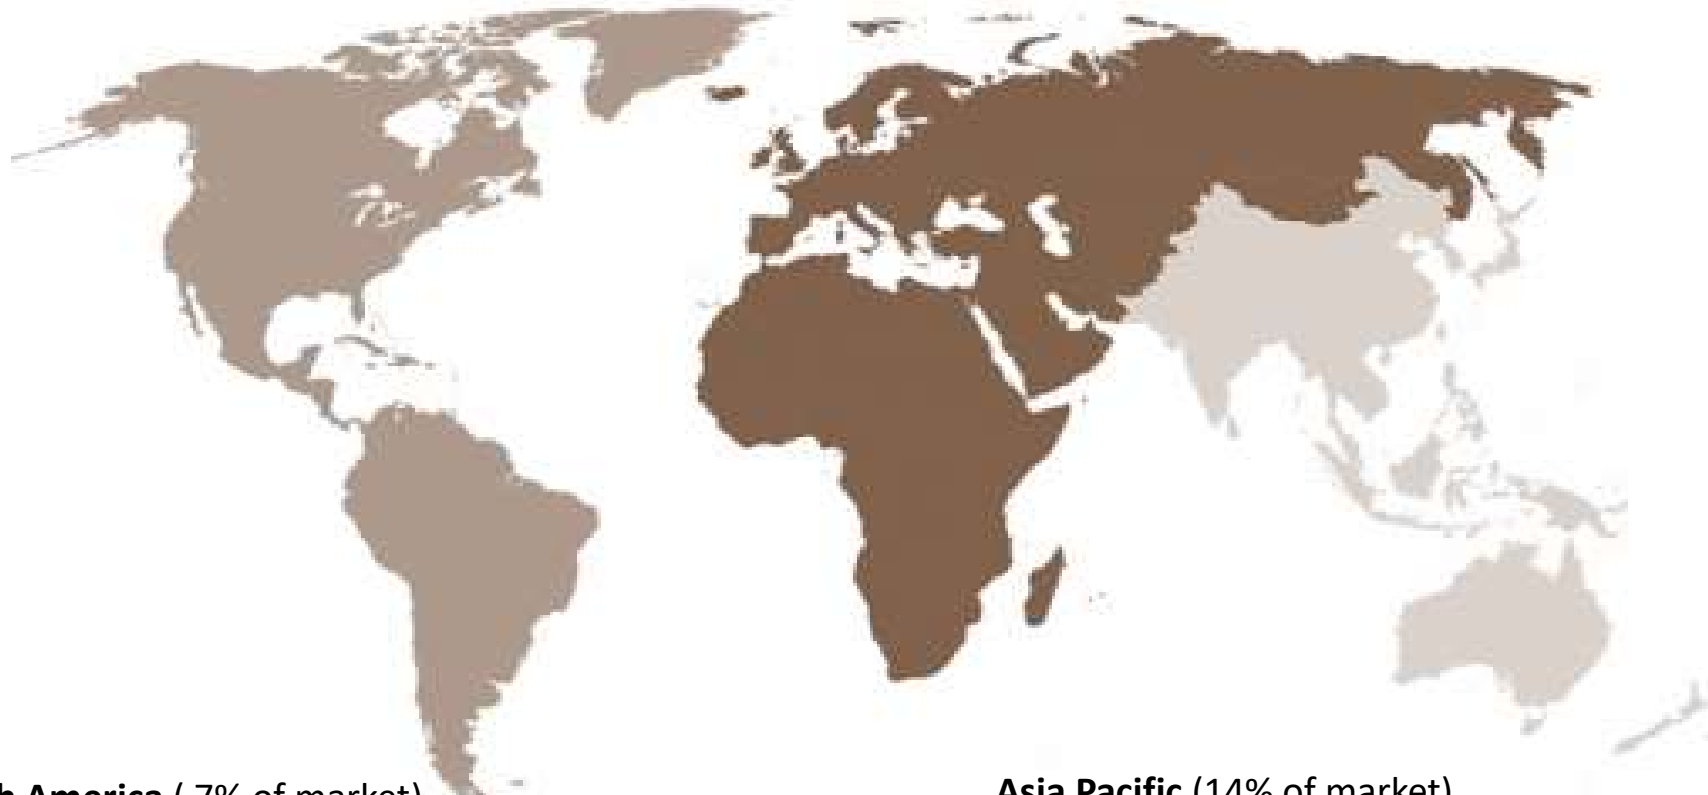 America ( 7% of market)
Asia Pacific (14% of market)